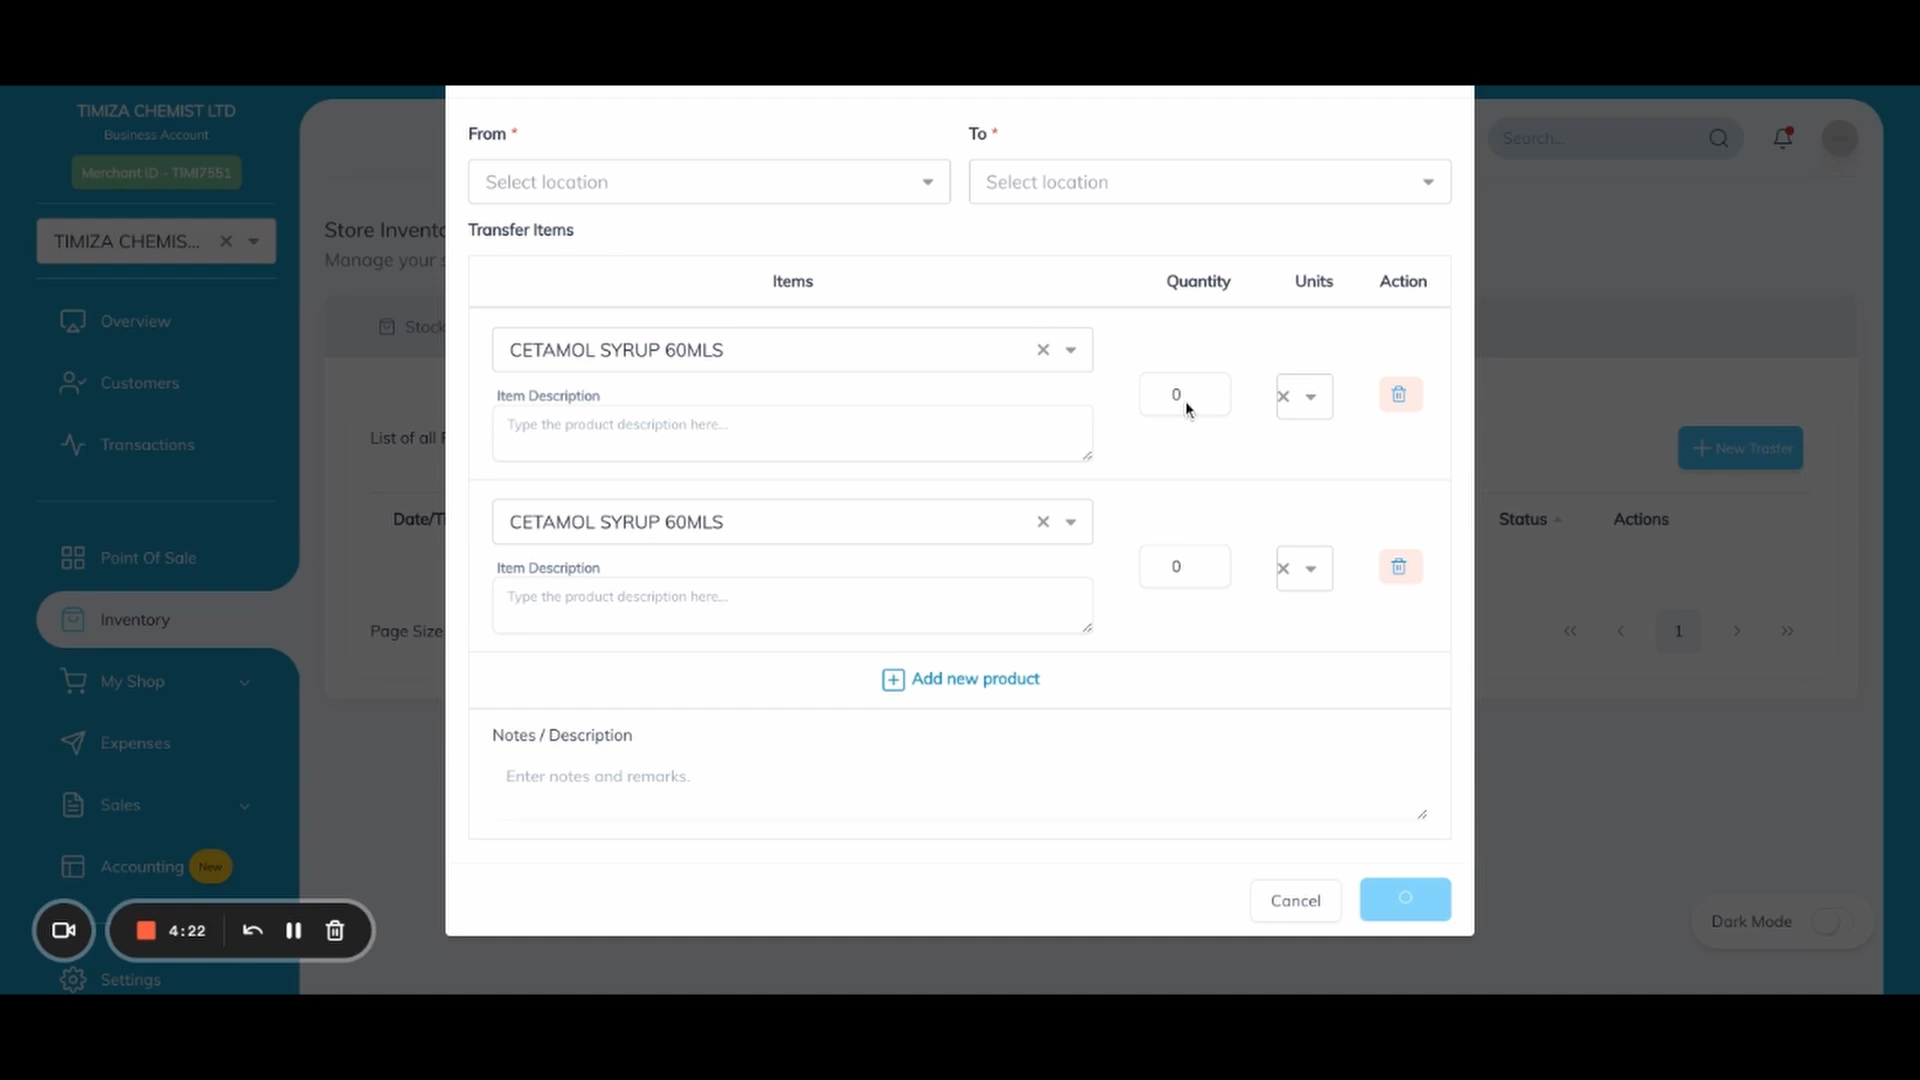 TIMIZA CHEMIST LTD
Business Account
Merchant ID - TIMI7551
TIMIZA CHEMIS...
Overview
Customers
Transactions
Point Of Sale
Inventory
My Shop
Expenses
Sales
Accounting New
Settings
4:22
Store Invento
Manage your s
Stock
List of all
Date/Ti
Page Size
From *
To *
Select location
Select location
Transfer Items
Items Quantity Units Action
CETAMOL SYRUP 60MLS
Item Description
Type the product description here...
0
CETAMOL SYRUP 60MLS
Item Description
Type the product description here...
0
Add new product
Notes / Description
Enter notes and remarks.
Cancel
Search...
New Trasfer
Status Actions
1
Dark Mode